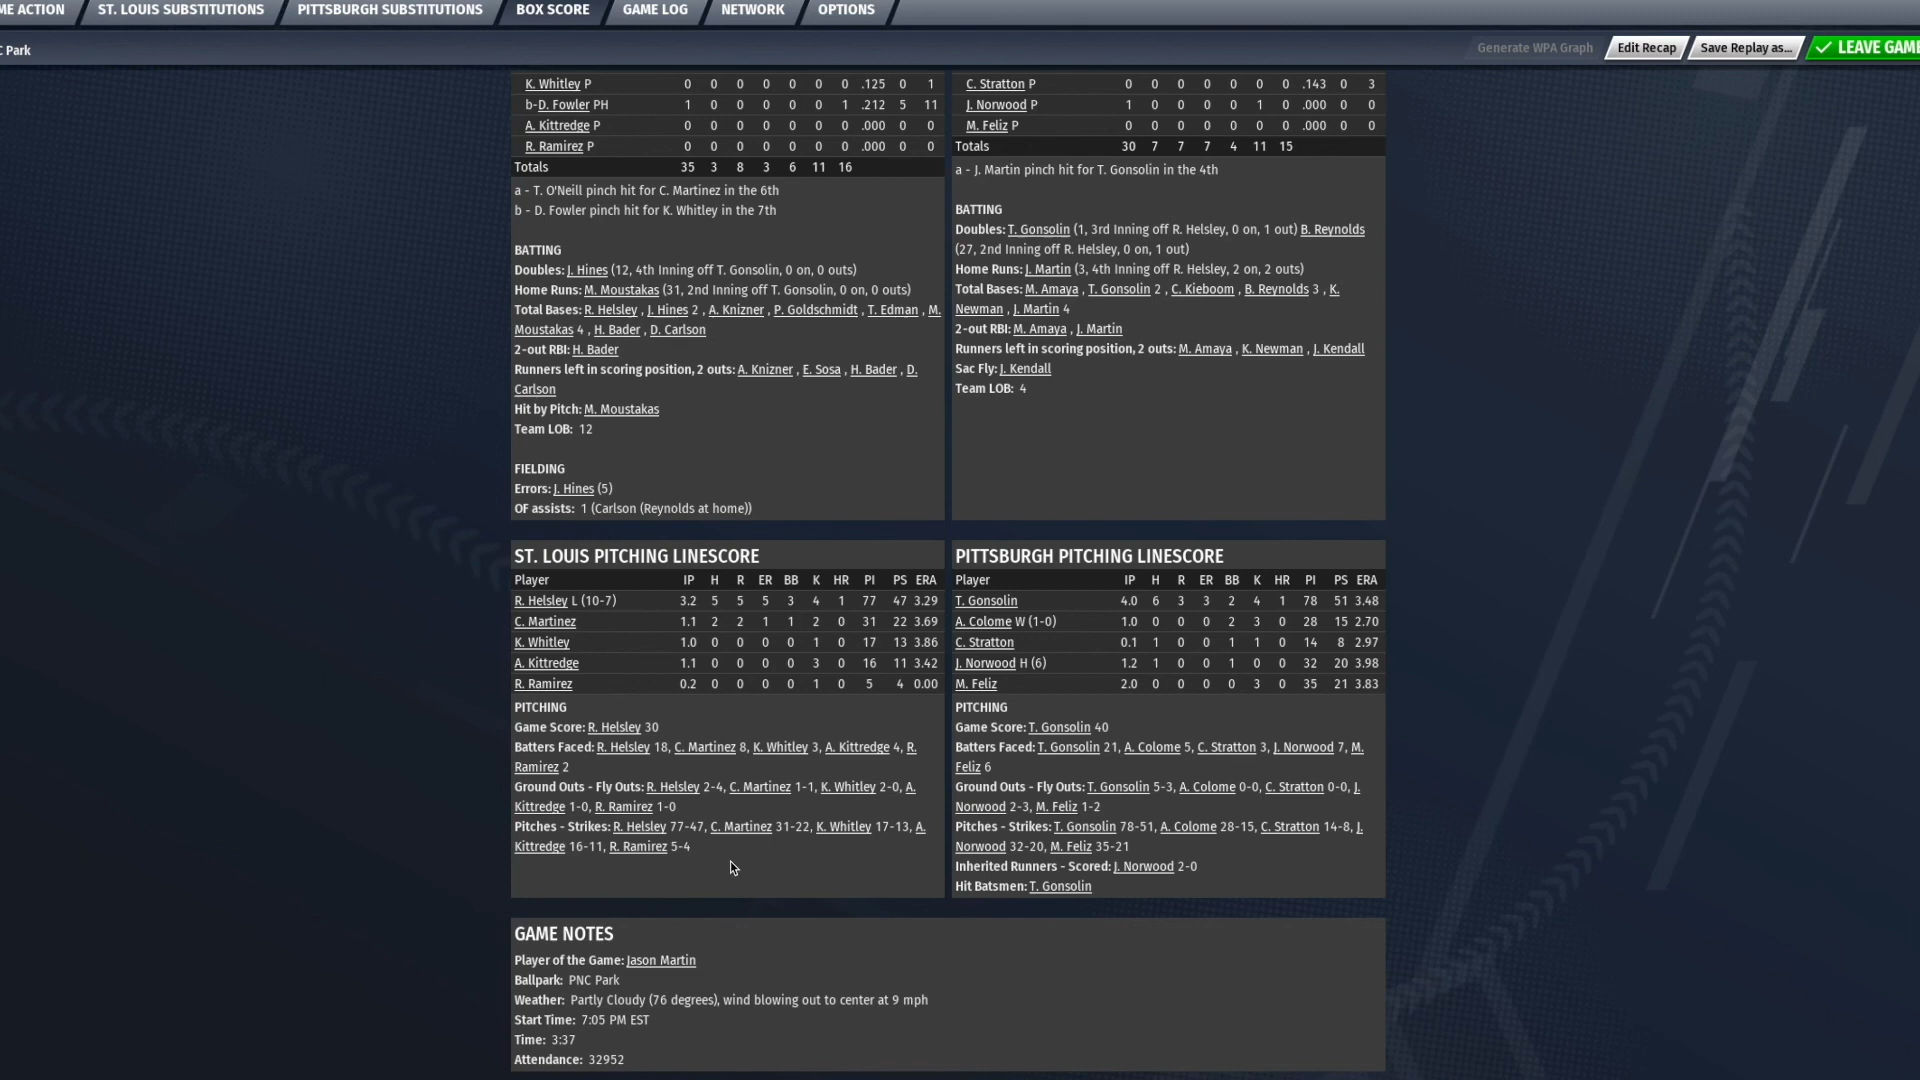 ME ACTION ST. LOUIS SUBSTITUTIONS PITTSBURGH SUBSTITUTIONS BOX SCORE GAME LOG NETWORK OPTIONS
C Park Generate WPA Graph Edit Recap Save Replay as... LEAVE GAME
K. Whitley P 0 0 0 0 0 0 0 .125 0 1
b-D. Fowler PH 1 0 0 0 0 0 1 .212 5 11
A. Kittredge P 0 0 0 0 0 0 0 .000 0 0
R. Ramirez P 0 0 0 0 0 0 0 .000 0 0
Totals 35 3 8 3 6 11 16
a - T. O'Neill pinch hit for C. Martinez in the 6th
b - D. Fowler pinch hit for K. Whitley in the 7th
BATTING
Doubles: J. Hines (12, 4th Inning off T. Gonsolin, 0 on, 0 outs)
Home Runs: M. Moustakas (31, 2nd Inning off T. Gonsolin, 0 on, 0 outs)
Total Bases: R. Helsley , J. Hines 2 , A. Knizner , P. Goldschmidt , T. Edman , M.
Moustakas 4 , H. Bader , D. Carlson
2-out RBI: H. Bader
Runners left in scoring position, 2 outs: A. Knizner , E. Sosa , H. Bader , D.
Carlson
Hit by Pitch: M. Moustakas
Team LOB: 12
FIELDING
Errors: J. Hines (5)
OF assists: 1 (Carlson (Reynolds at home))
C. Stratton P 0 0 0 0 0 0 0 .143 0 3
J. Norwood P 1 0 0 0 0 1 0 .000 0 0
M. Feliz P 0 0 0 0 0 0 0 .000 0 0
Totals 30 7 7 7 4 11 15
a - J. Martin pinch hit for T. Gonsolin in the 4th
BATTING
Doubles: T. Gonsolin (1, 3rd Inning off R. Helsley, 0 on, 1 out) B. Reynolds
(27, 2nd Inning off R. Helsley, 0 on, 1 out)
Home Runs: J. Martin (3, 4th Inning off R. Helsley, 2 on, 2 outs)
Total Bases: M. Amaya , T. Gonsolin 2 , C. Kieboom , B. Reynolds 3 , K.
Newman , J. Martin 4
2-out RBI: M. Amaya , J. Martin
Runners left in scoring position, 2 outs: M. Amaya , K. Newman , J. Kendall
Sac Fly: J. Kendall
Team LOB: 4
ST. LOUIS PITCHING LINESCORE
Player IP H R ER BB K HR PI PS ERA
R. Helsley L (10-7) 3.2 5 5 5 3 4 1 77 47 3.29
C. Martinez 1.1 2 2 1 1 2 0 31 22 3.69
K. Whitley 1.0 0 0 0 0 1 0 17 13 3.86
A. Kittredge 1.1 0 0 0 0 3 0 16 11 3.42
R. Ramirez 0.2 0 0 0 0 1 0 5 4 0.00
PITCHING
Game Score: R. Helsley 30
Batters Faced: R. Helsley 18, C. Martinez 8, K. Whitley 3, A. Kittredge 4, R.
Ramirez 2
Ground Outs - Fly Outs: R. Helsley 2-4, C. Martinez 1-1, K. Whitley 2-0, A.
Kittredge 1-0, R. Ramirez 1-0
Pitches - Strikes: R. Helsley 77-47, C. Martinez 31-22, K. Whitley 17-13, A.
Kittredge 16-11, R. Ramirez 5-4
PITTSBURGH PITCHING LINESCORE
Player IP H R ER BB K HR PI PS ERA
T. Gonsolin 4.0 6 3 3 2 4 1 78 51 3.48
A. Colome W (1-0) 1.0 0 0 0 2 3 0 28 15 2.70
C. Stratton 0.1 1 0 0 1 1 0 14 8 2.97
J. Norwood H (6) 1.2 1 0 0 1 0 0 32 20 3.98
M. Feliz 2.0 0 0 0 0 3 0 35 21 3.83
PITCHING
Game Score: T. Gonsolin 40
Batters Faced: T. Gonsolin 21, A. Colome 5, C. Stratton 3, J. Norwood 7, M.
Feliz 6
Ground Outs - Fly Outs: T. Gonsolin 5-3, A. Colome 0-0, C. Stratton 0-0, J.
Norwood 2-3, M. Feliz 1-2
Pitches - Strikes: T. Gonsolin 78-51, A. Colome 28-15, C. Stratton 14-8, J.
Norwood 32-20, M. Feliz 35-21
Inherited Runners - Scored: J. Norwood 2-0
Hit Batsmen: T. Gonsolin
GAME NOTES
Player of the Game: Jason Martin
Ballpark: PNC Park
Weather: Partly Cloudy (76 degrees), wind blowing out to center at 9 mph
Start Time: 7:05 PM EST
Time: 3:37
Attendance: 32952